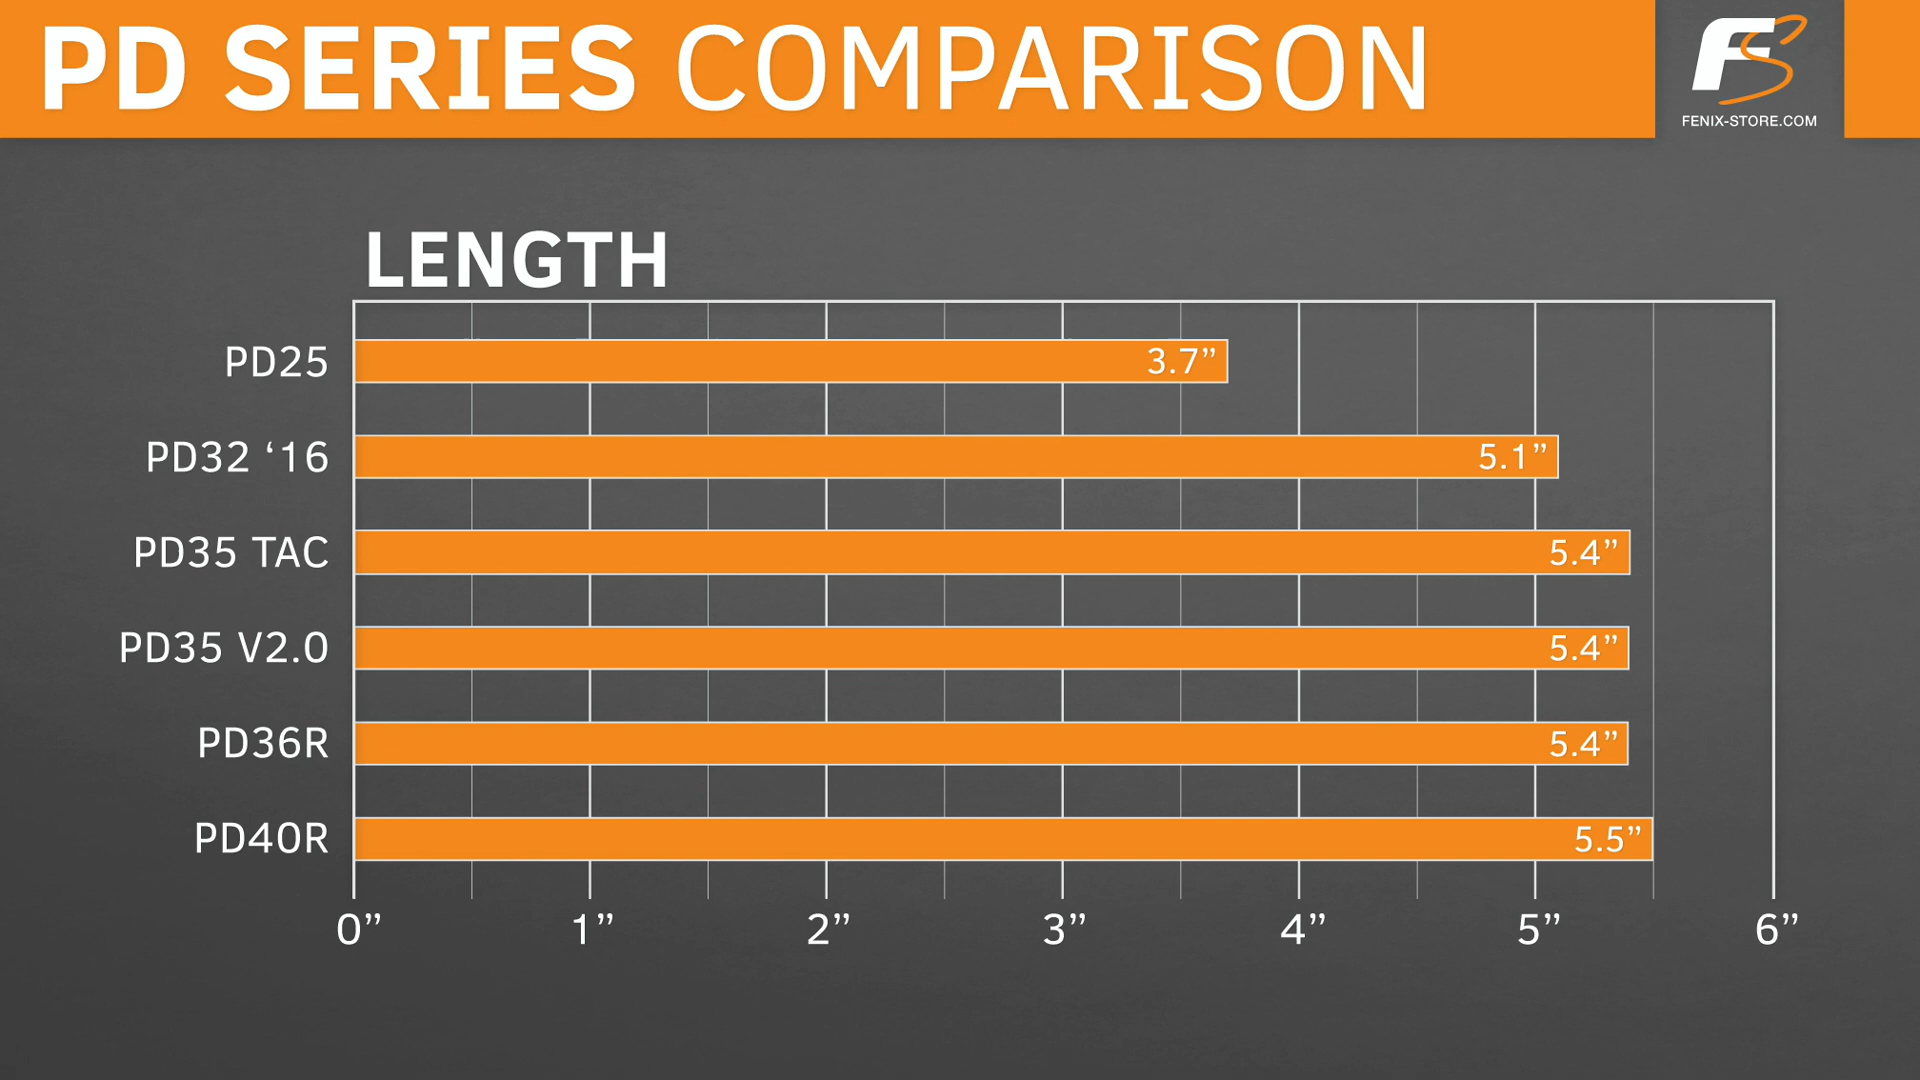 PD SERIES COMPARISON
FS
FENIX-STORE.COM
LENGTH
PD25 3.7”
PD32 ‘16 5.1”
PD35 TAC 5.4”
PD35 V2.0 5.4”
PD36R 5.4”
PD40R 5.5”
0” 1” 2” 3” 4” 5” 6”